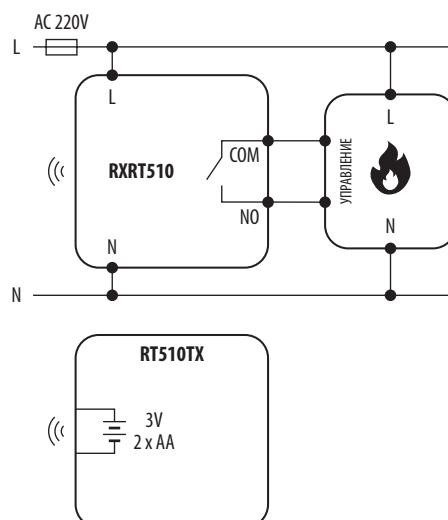 AC 220V
L
L
L
RXRT510
COM
УПРАВЛЕНИЕ
NO
N
N
N
RT510TX
3V
2 x AA